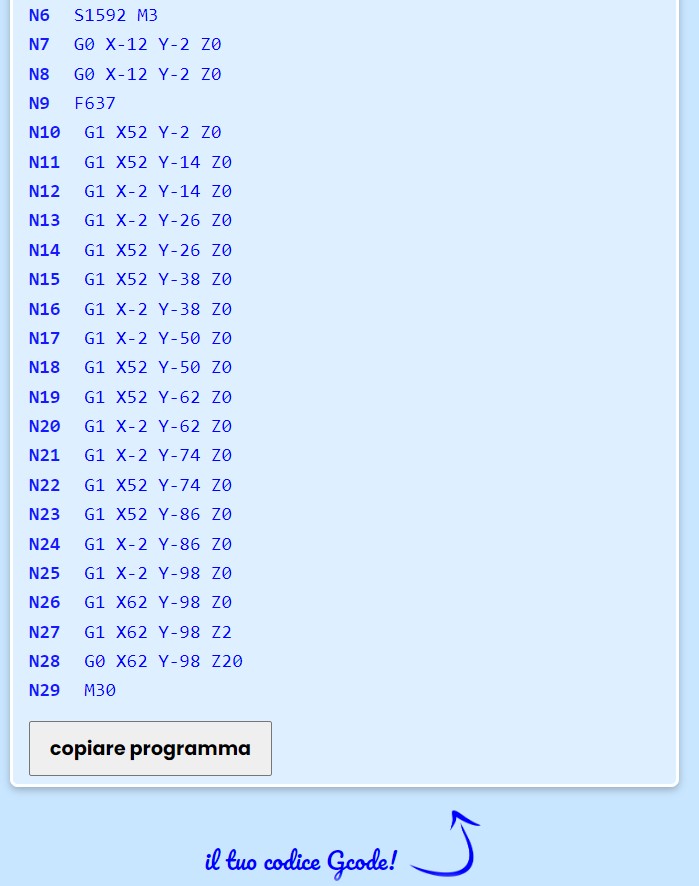 N6 S1592 M3
N7 G0 X-12 Y-2 Z0
N8 G0 X-12 Y-2 Z0
N9 F637
N10 G1 X52 Y-2 Z0
N11 G1 X52 Y-14 Z0
N12 G1 X-2 Y-14 Z0
N13 G1 X-2 Y-26 Z0
N14 G1 X52 Y-26 Z0
N15 G1 X52 Y-38 Z0
N16 G1 X-2 Y-38 Z0
N17 G1 X-2 Y-50 Z0
N18 G1 X52 Y-50 Z0
N19 G1 X52 Y-62 Z0
N20 G1 X-2 Y-62 Z0
N21 G1 X-2 Y-74 Z0
N22 G1 X52 Y-74 Z0
N23 G1 X52 Y-86 Z0
N24 G1 X-2 Y-86 Z0
N25 G1 X-2 Y-98 Z0
N26 G1 X62 Y-98 Z0
N27 G1 X62 Y-98 Z2
N28 G0 X62 Y-98 Z20
N29 M30
copiare programma
il tuo codice Gcode!